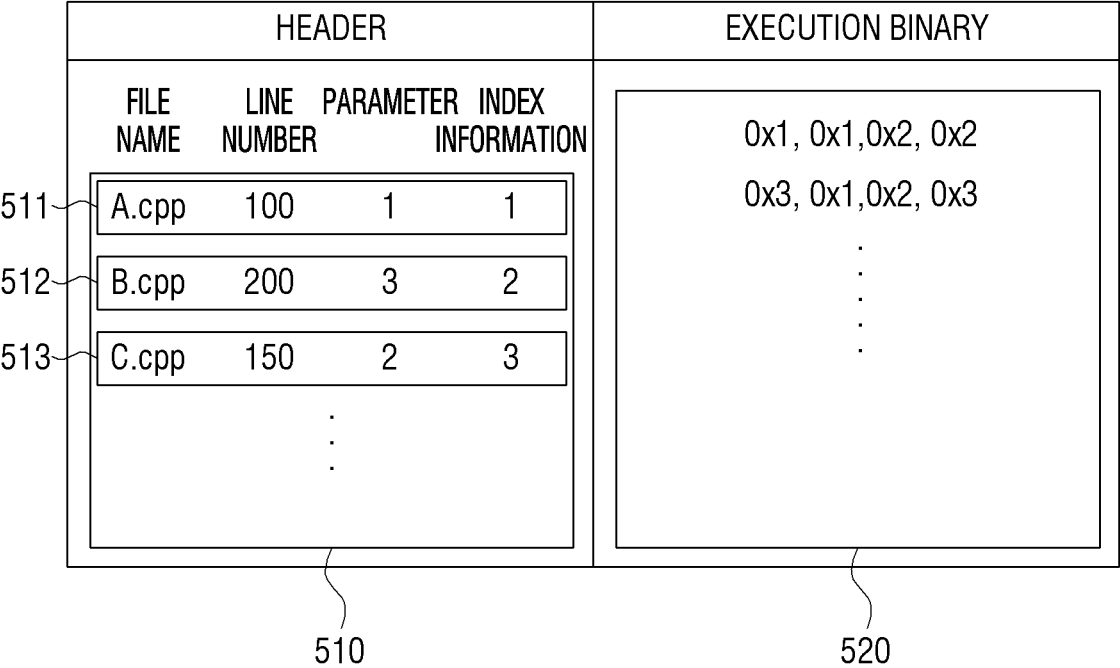 HEADER
EXECUTION BINARY
FILE NAME
LINE NUMBER
PARAMETER
INDEX INFORMATION
511
A.cpp 100 1 1
512
B.cpp 200 3 2
513
C.cpp 150 2 3
0x1, 0x1,0x2, 0x2
0x3, 0x1,0x2, 0x3
510
520